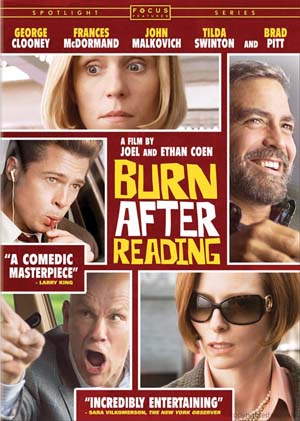 SPOTLIGHT
FOCUS
FEATURES
SERIES
GEORGE CLOONEY
FRANCES McDORMAND
JOHN MALKOVICH
TILDA SWINTON
AND
BRAD PITT
A FILM BY
JOEL AND ETHAN COEN
BURN
AFTER
READING
"A COMEDIC
MASTERPIECE"
- LARRY KING
"INCREDIBLY ENTERTAINING"
- SARA VILKOMERSON, THE NEW YORK OBSERVER